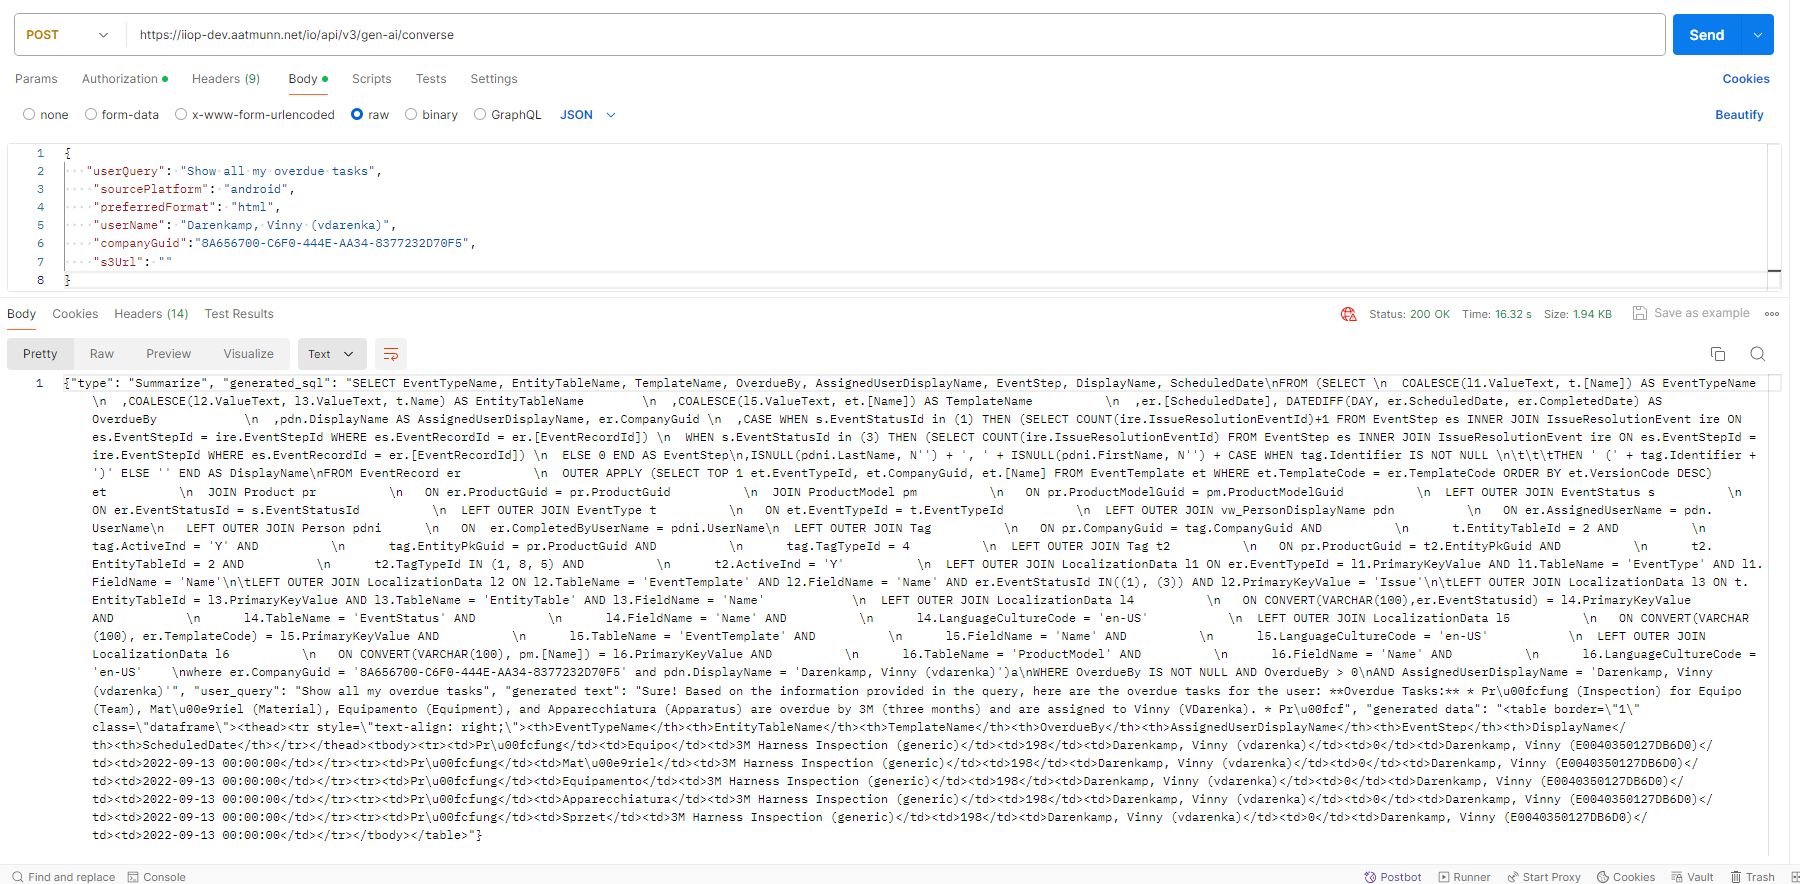 POST
https://iiop-dev.aatmunn.net/io/api/v3/gen-ai/converse
Send
Params Authorization Headers (9) Body Scripts Tests Settings Cookies
none form-data x-www-form-urlencoded raw binary GraphQL JSON Beautify
1 {
2 "userQuery": "Show all my overdue tasks",
3 "sourcePlatform": "android",
4 "preferredFormat": "html",
5 "userName": "Darenkamp, Vinny (vdarenka)",
6 "companyGuid":"8A656700-C6F0-444E-AA34-8377232D70F5",
7 "s3Url": ""
8 }
Body Cookies Headers (14) Test Results Status: 200 OK Time: 16.32 s Size: 1.94 KB Save as example
Pretty Raw Preview Visualize Text
1 {"type": "Summarize", "generated_sql": "SELECT EventTypeName, EntityTableName, TemplateName, OverdueBy, AssignedUserDisplayName, EventStep, DisplayName, ScheduledDate\nFROM (SELECT \n  COALESCE(l1.ValueText, t.[Name]) AS EventTypeName
\n  ,COALESCE(l2.ValueText, l3.ValueText, t.Name) AS EntityTableName \n  ,COALESCE(l5.ValueText, et.[Name]) AS TemplateName \n  ,er.[ScheduledDate], DATEDIFF(DAY, er.ScheduledDate, er.CompletedDate) AS
OverdueBy \n  ,pdn.DisplayName AS AssignedUserDisplayName, er.CompanyGuid \n  ,CASE WHEN s.EventStatusId in (1) THEN (SELECT COUNT(ire.IssueResolutionEventId)+1 FROM EventStep es INNER JOIN IssueResolutionEvent ire ON
es.EventStepId = ire.EventStepId WHERE es.EventRecordId = er.[EventRecordId]) \n  WHEN s.EventStatusId in (3) THEN (SELECT COUNT(ire.IssueResolutionEventId) FROM EventStep es INNER JOIN IssueResolutionEvent ire ON es.EventStepId =
ire.EventStepId WHERE es.EventRecordId = er.[EventRecordId]) \n  ELSE 0 END AS EventStep\n,ISNULL(pdni.LastName, N'') + ', ' + ISNULL(pdni.FirstName, N'') + CASE WHEN tag.Identifier IS NOT NULL \n\t\t\tTHEN ' (' + tag.Identifier +
')' ELSE '' END AS DisplayName\nFROM EventRecord er \n  OUTER APPLY (SELECT TOP 1 et.EventTypeId, et.CompanyGuid, et.[Name] FROM EventTemplate et WHERE et.TemplateCode = er.TemplateCode ORDER BY et.VersionCode DESC)
et \n  JOIN Product pr \n   ON er.ProductGuid = pr.ProductGuid \n  JOIN ProductModel pm \n   ON pr.ProductModelGuid = pm.ProductModelGuid \n  LEFT OUTER JOIN EventStatus s \n
ON er.EventStatusId = s.EventStatusId \n  LEFT OUTER JOIN EventType t \n   ON et.EventTypeId = t.EventTypeId \n  LEFT OUTER JOIN vw_PersonDisplayName pdn \n   ON er.AssignedUserName = pdn.
UserName\n   LEFT OUTER JOIN Person pdni \n   ON  er.CompletedByUserName = pdni.UserName\n  LEFT OUTER JOIN Tag \n   ON pr.CompanyGuid = tag.CompanyGuid AND \n      t.EntityTableId = 2 AND \n
tag.ActiveInd = 'Y' AND \n      tag.EntityPkGuid = pr.ProductGuid AND \n      tag.TagTypeId = 4 \n  LEFT OUTER JOIN Tag t2 \n   ON pr.ProductGuid = t2.EntityPkGuid AND \n      t2.
EntityTableId = 2 AND \n      t2.TagTypeId IN (1, 8, 5) AND \n      t2.ActiveInd = 'Y' \n  LEFT OUTER JOIN LocalizationData l1 ON er.EventTypeId = l1.PrimaryKeyValue AND l1.TableName = 'EventType' AND l1.
FieldName = 'Name'\n\tLEFT OUTER JOIN LocalizationData l2 ON l2.TableName = 'EventTemplate' AND l2.FieldName = 'Name' AND er.EventStatusId IN((1), (3)) AND l2.PrimaryKeyValue = 'Issue'\n\tLEFT OUTER JOIN LocalizationData l3 ON t.
EntityTableId = l3.PrimaryKeyValue AND l3.TableName = 'EntityTable' AND l3.FieldName = 'Name' \n  LEFT OUTER JOIN LocalizationData l4 \n   ON CONVERT(VARCHAR(100),er.EventStatusid) = l4.PrimaryKeyValue
AND \n      l4.TableName = 'EventStatus' AND \n      l4.FieldName = 'Name' AND \n      l4.LanguageCultureCode = 'en-US' \n  LEFT OUTER JOIN LocalizationData l5 \n   ON CONVERT(VARCHAR
(100), er.TemplateCode) = l5.PrimaryKeyValue AND \n      l5.TableName = 'EventTemplate' AND \n      l5.FieldName = 'Name' AND \n      l5.LanguageCultureCode = 'en-US' \n  LEFT OUTER JOIN
LocalizationData l6 \n   ON CONVERT(VARCHAR(100), pm.[Name]) = l6.PrimaryKeyValue AND \n      l6.TableName = 'ProductModel' AND \n      l6.FieldName = 'Name' AND \n      l6.LanguageCultureCode =
'en-US' \nwhere er.CompanyGuid = '8A656700-C6F0-444E-AA34-8377232D70F5' and pdn.DisplayName = 'Darenkamp, Vinny (vdarenka)')a\nWHERE OverdueBy IS NOT NULL AND OverdueBy > 0\nAND AssignedUserDisplayName = 'Darenkamp, Vinny
(vdarenka)'", "user_query": "Show all my overdue tasks", "generated text": "Sure! Based on the information provided in the query, here are the overdue tasks for the user: **Overdue Tasks:** * Pr\u00fcfung (Inspection) for Equipo
(Team), Mat\u00e9riel (Material), Equipamento (Equipment), and Apparecchiatura (Apparatus) are overdue by 3M (three months) and are assigned to Vinny (VDarenka). * Pr\u00fcf", "generated data": "<table border=\"1\"
class=\"dataframe\"><thead><tr style=\"text-align: right;\"><th>EventTypeName</th><th>EntityTableName</th><th>TemplateName</th><th>OverdueBy</th><th>AssignedUserDisplayName</th><th>EventStep</th><th>DisplayName</
th><th>ScheduledDate</th></tr></thead><tbody><tr><td>Pr\u00fcfung</td><td>Equipo</td><td>3M Harness Inspection (generic)</td><td>198</td><td>Darenkamp, Vinny (vdarenka)</td><td>0</td><td>Darenkamp, Vinny (E0040350127DB6D0)</
td><td>2022-09-13 00:00:00</td></tr><tr><td>Pr\u00fcfung</td><td>Mat\u00e9riel</td><td>3M Harness Inspection (generic)</td><td>198</td><td>Darenkamp, Vinny (vdarenka)</td><td>0</td><td>Darenkamp, Vinny (E0040350127DB6D0)</
td><td>2022-09-13 00:00:00</td></tr><tr><td>Pr\u00fcfung</td><td>Equipamento</td><td>3M Harness Inspection (generic)</td><td>198</td><td>Darenkamp, Vinny (vdarenka)</td><td>0</td><td>Darenkamp, Vinny (E0040350127DB6D0)</
td><td>2022-09-13 00:00:00</td></tr><tr><td>Pr\u00fcfung</td><td>Apparecchiatura</td><td>3M Harness Inspection (generic)</td><td>198</td><td>Darenkamp, Vinny (vdarenka)</td><td>0</td><td>Darenkamp, Vinny (E0040350127DB6D0)</
td><td>2022-09-13 00:00:00</td></tr><tr><td>Pr\u00fcfung</td><td>Sprzet</td><td>3M Harness Inspection (generic)</td><td>198</td><td>Darenkamp, Vinny (vdarenka)</td><td>0</td><td>Darenkamp, Vinny (E0040350127DB6D0)</
td><td>2022-09-13 00:00:00</td></tr></tbody></table>"}
Find and replace Console Postbot Runner Start Proxy Cookies Vault Trash